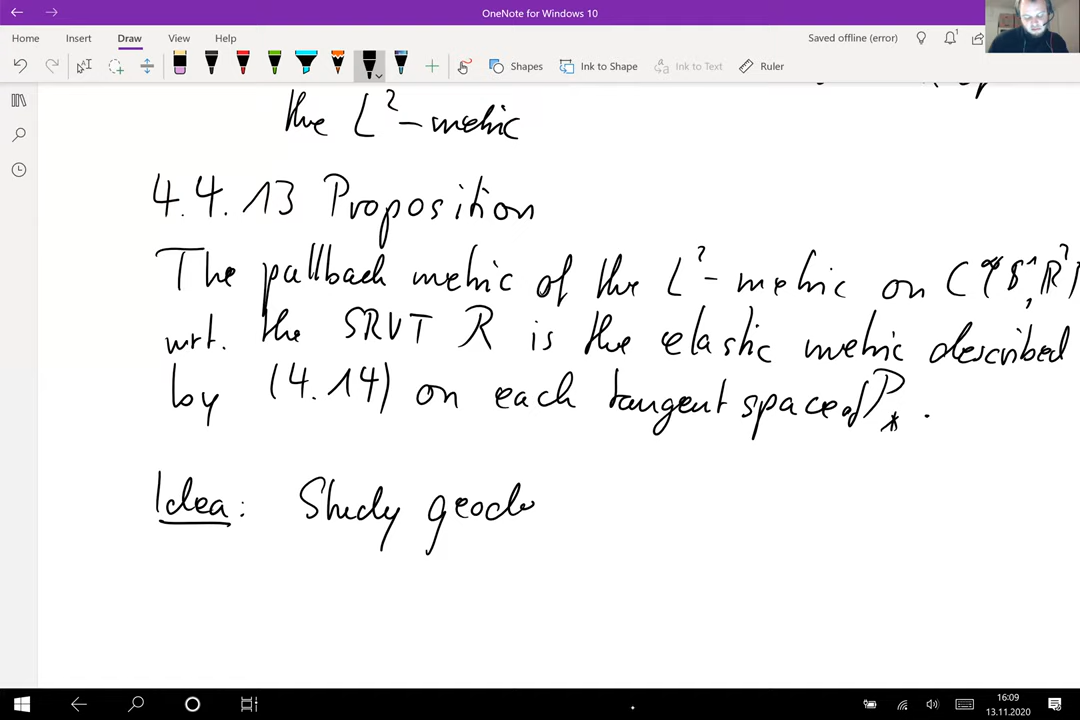 OneNote for Windows 10
Home Insert Draw View Help
Saved offline (error)
Shapes Ink to Shape Ink to Text Ruler
the L²-metric
4.4.13 Proposition
The pullback metric of the L²-metric on C^∞(S¹,R²)
wrt. the SRVT R is the elastic metric described
by (4.14) on each tangent space of P_* .
Idea: Study geode
16:09
13.11.2020